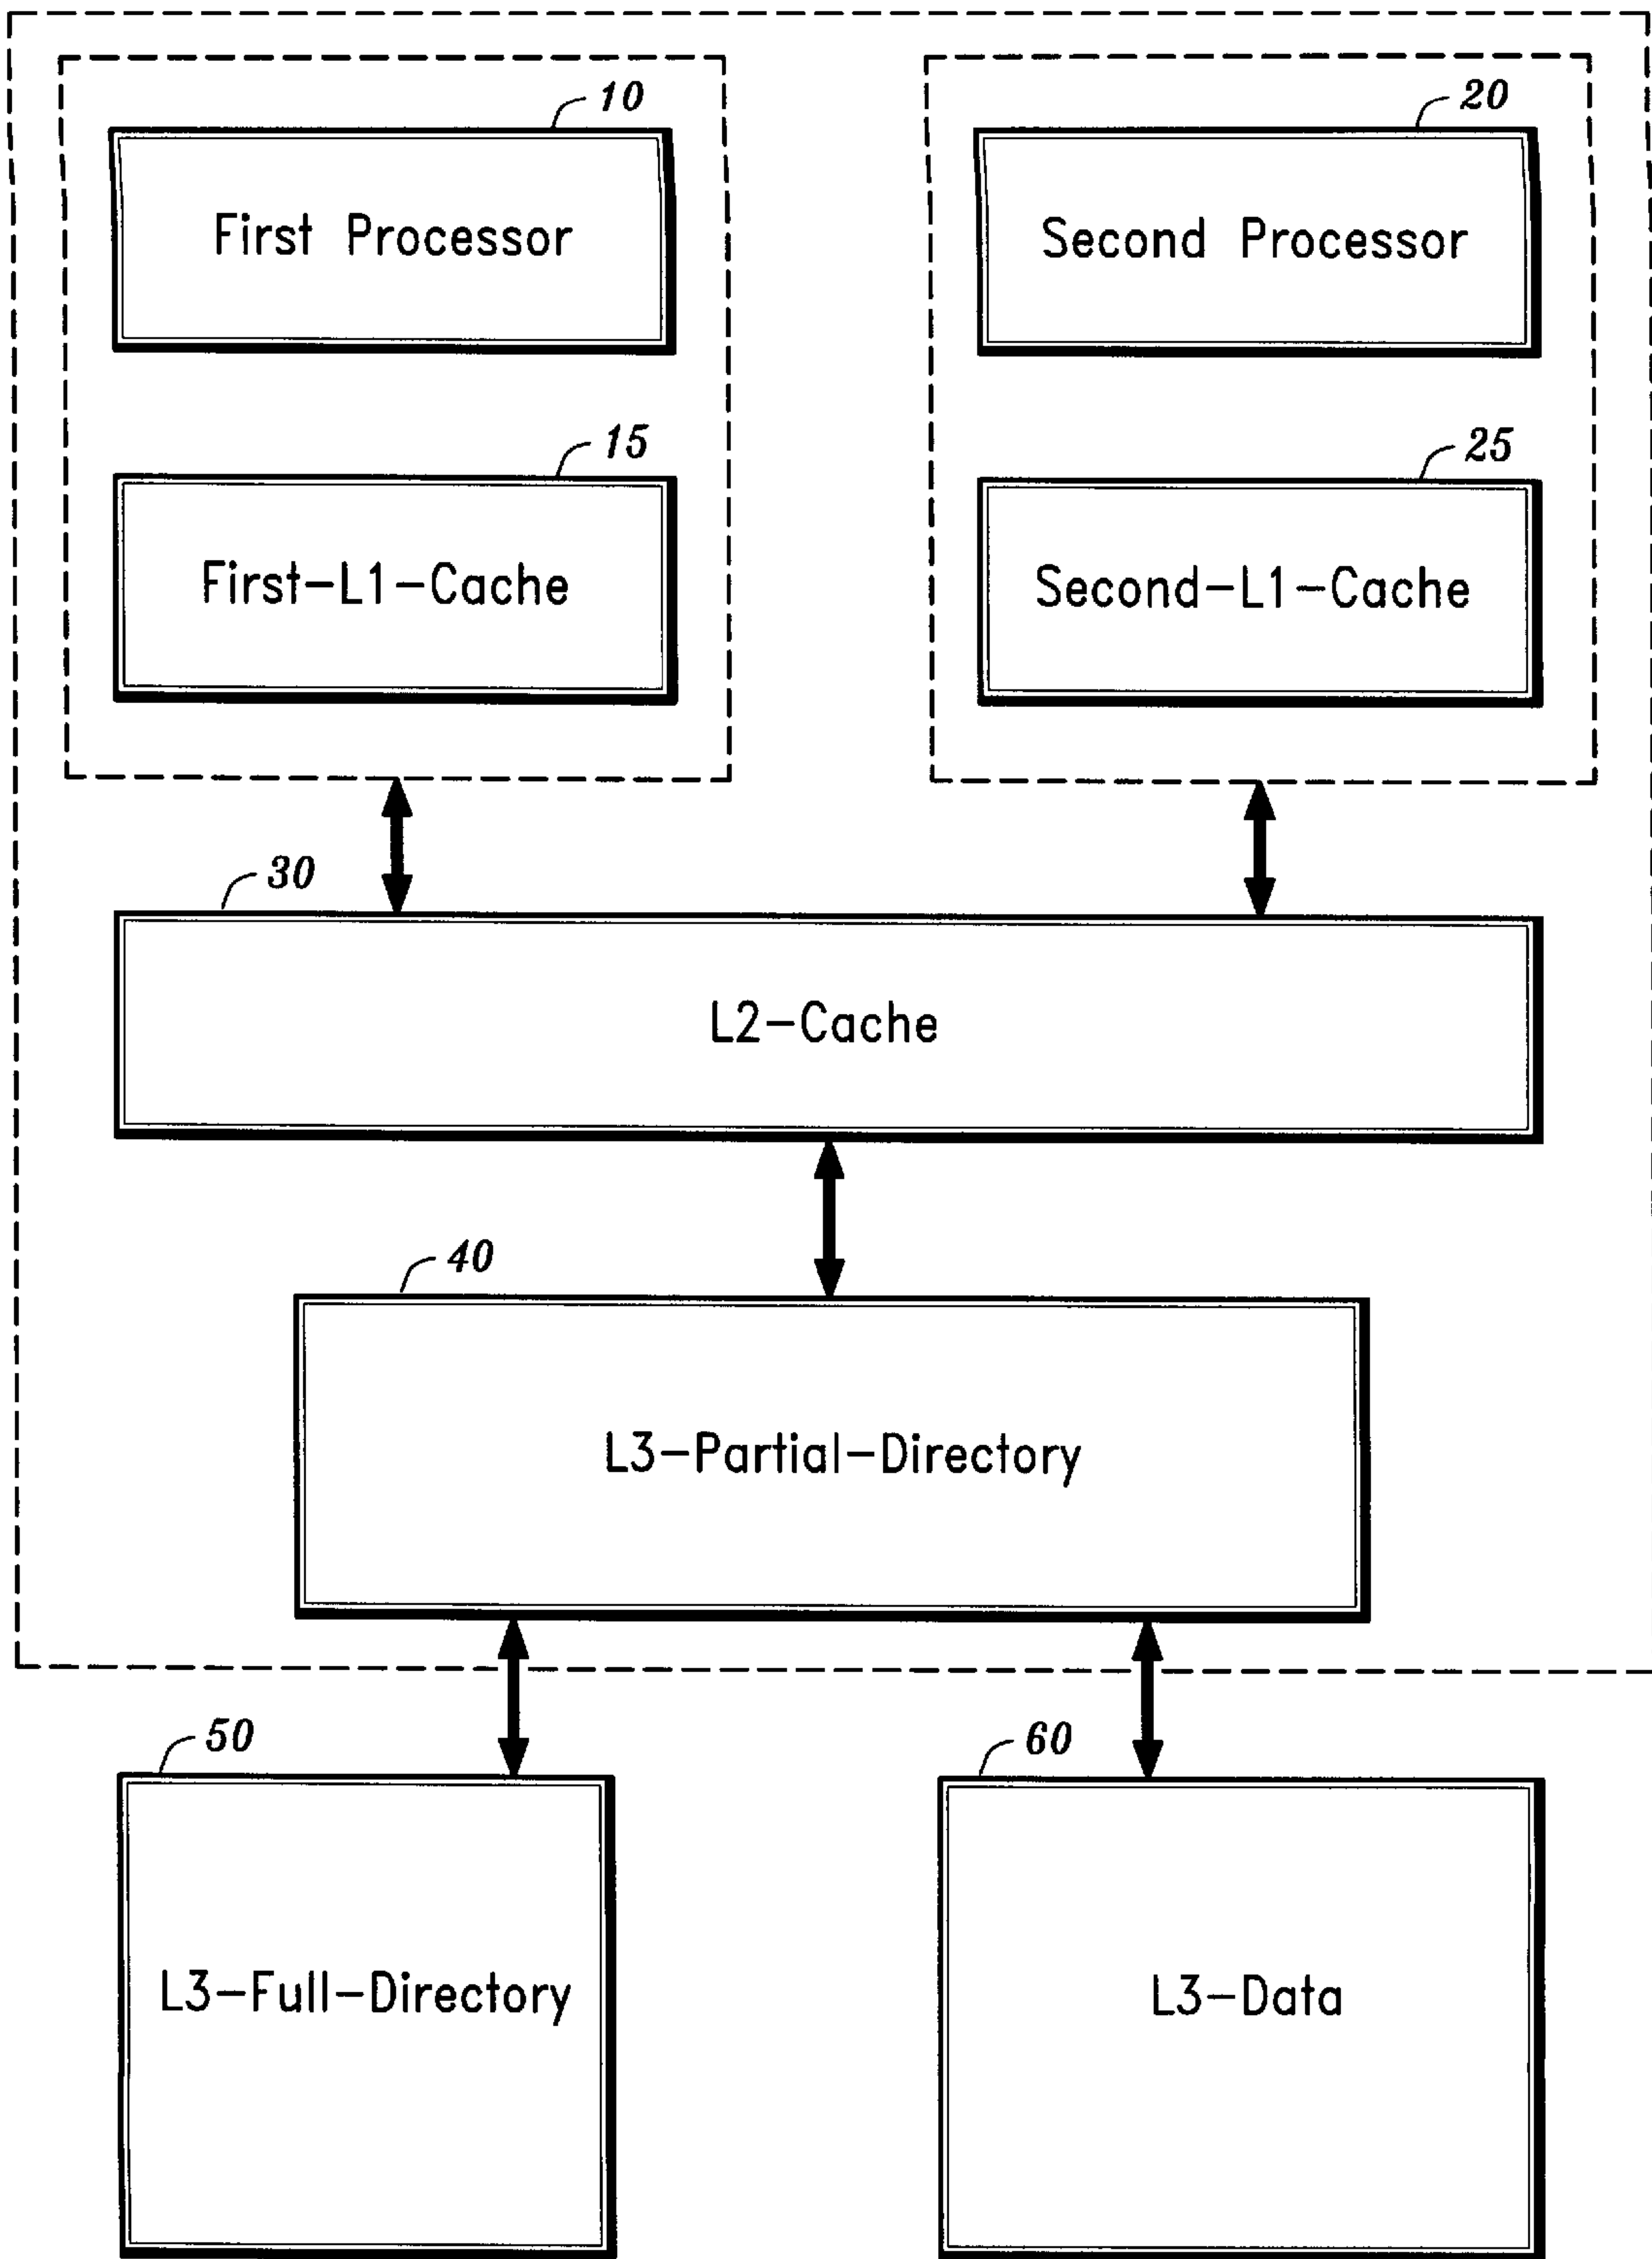 10
20
First Processor
Second Processor
15
25
First-L1-Cache
Second-L1-Cache
30
L2-Cache
40
L3-Partial-Directory
50
60
L3-Full-Directory
L3-Data